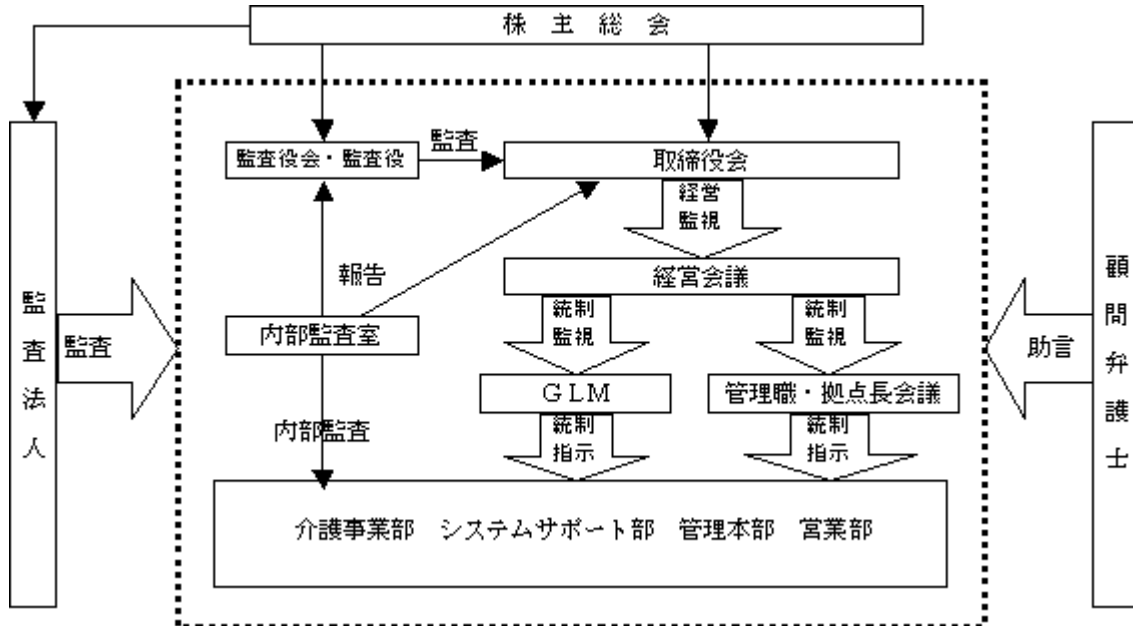 株主総会
監査役会・監査役
監査
取締役会
経営
監視
報告
経営会議
内部監査室
統制
監視
統制
監視
監査法人
監査
助言
顧問弁護士
GLM
管理職・拠点長会議
内部監査
統制
指示
統制
指示
介護事業部 システムサポート部 管理本部 営業部